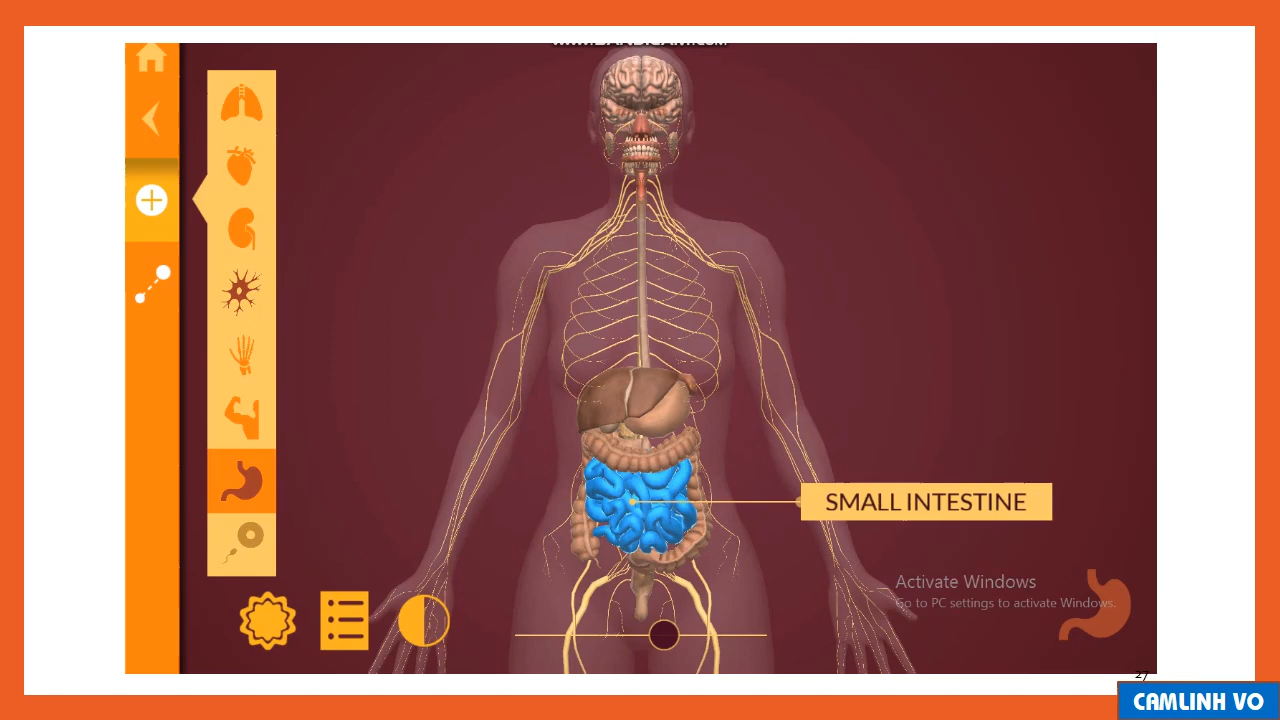 SMALL INTESTINE
Activate Windows
Go to PC settings to activate Windows.
27
CAMLINH VO